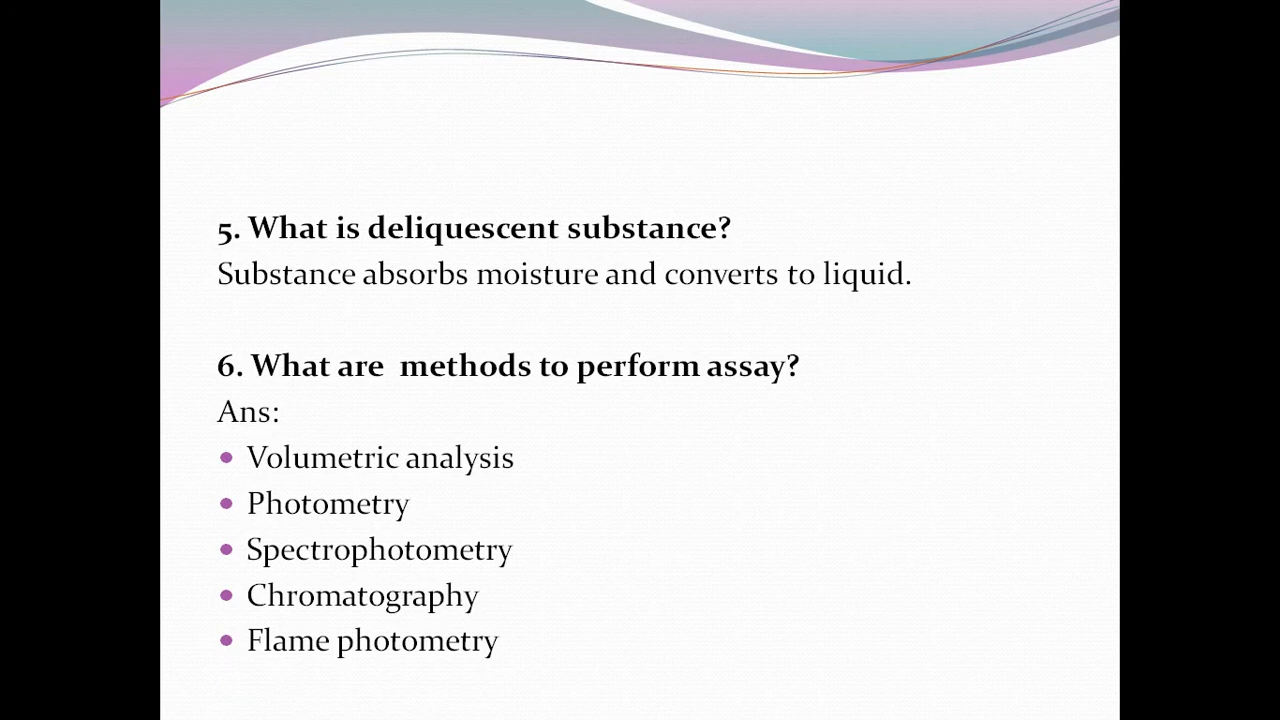 5. What is deliquescent substance?
Substance absorbs moisture and converts to liquid.
6. What are  methods to perform assay?
Ans:
• Volumetric analysis
• Photometry
• Spectrophotometry
• Chromatography
• Flame photometry